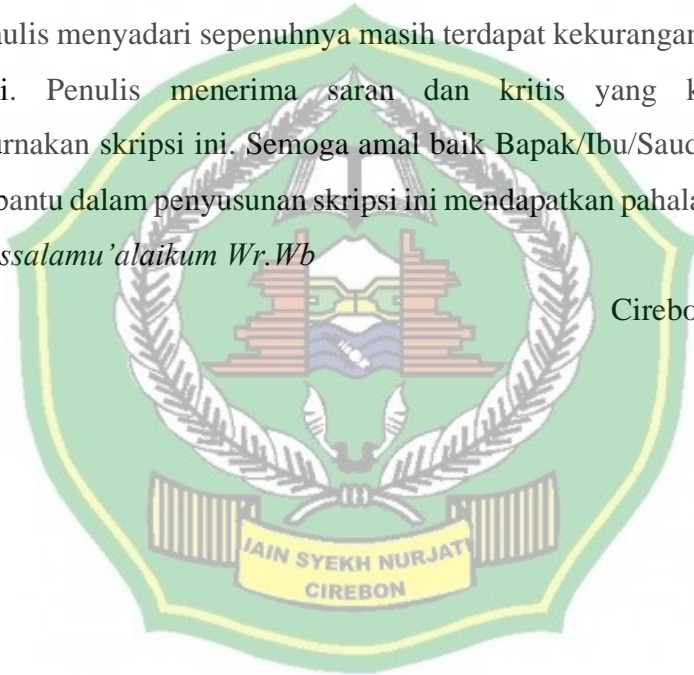 nulis menyadari sepenuhnya masih terdapat kekurangan
i. Penulis menerima saran dan kritis yang k
urnakan skripsi ini. Semoga amal baik Bapak/Ibu/Saud
bantu dalam penyusunan skripsi ini mendapatkan pahala
ssalamu’alaikum Wr.Wb
Cirebo
IAIN SYEKH NURJATI
CIREBON